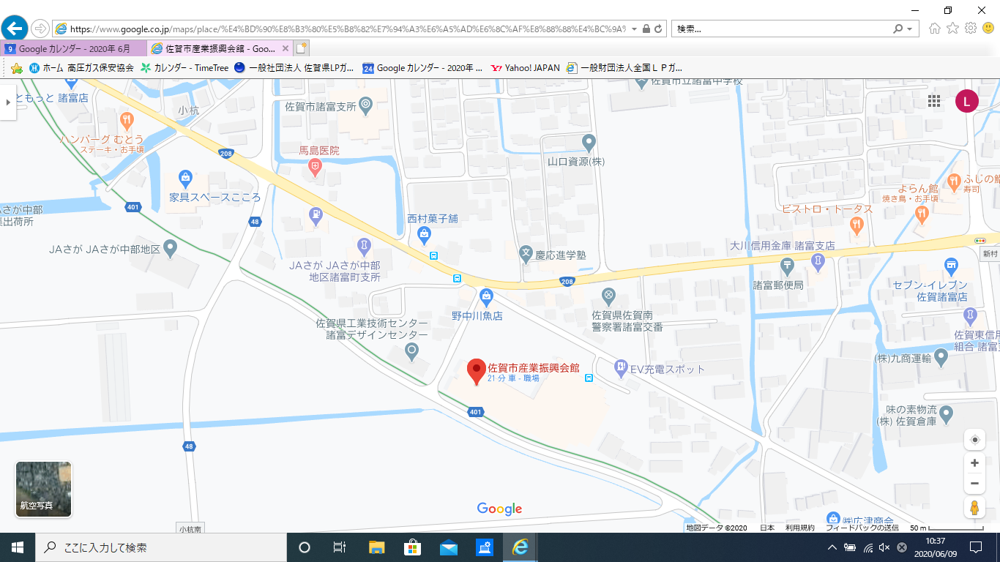 https://www.google.co.jp/maps/place/%E4%BD%90%E8%B3%80%E5%B8%82%E7%94%A3%E6%A5%AD%E6%8C%AF%E8%88%88%E4%BC%9A%
検索...
Google カレンダー - 2020年 6月
佐賀市産業振興会館 - Goo...
ホーム 高圧ガス保安協会
カレンダー - TimeTree
一般社団法人 佐賀県LPガ...
Google カレンダー - 2020年 ...
Yahoo! JAPAN
一般財団法人全国ＬＰガ...
ともっと 諸富店
小杭
佐賀市諸富支所
佐賀市立諸富中学校
L
ハンバーグ むとう
ステーキ・お手頃
208
馬島医院
山口資源(株)
家具スペースこころ
よらん館
焼き鳥・お手頃
ふじの鮨
寿司
401
48
JAさが中部
集出荷所
ビストロ・トータス
西村菓子舗
JAさが JAさが中部地区
大川信用金庫 諸富支店
慶応進学塾
新村
JAさが JAさが中部
地区諸富町支所
208
諸富郵便局
セブン-イレブン
佐賀諸富店
野中川魚店
佐賀県佐賀南
警察署諸富交番
佐賀県工業技術センター
諸富デザインセンター
佐賀東信用
組合 諸富支
(株)九商運輸
佐賀市産業振興会館
21 分 車 - 職場
EV充電スポット
401
味の素物流
(株) 佐賀倉庫
48
航空写真
Google
小杭南
(株)広津商会
地図データ ©2020
日本
利用規約
フィードバックの送信
50 m
ここに入力して検索
10:37
2020/06/09